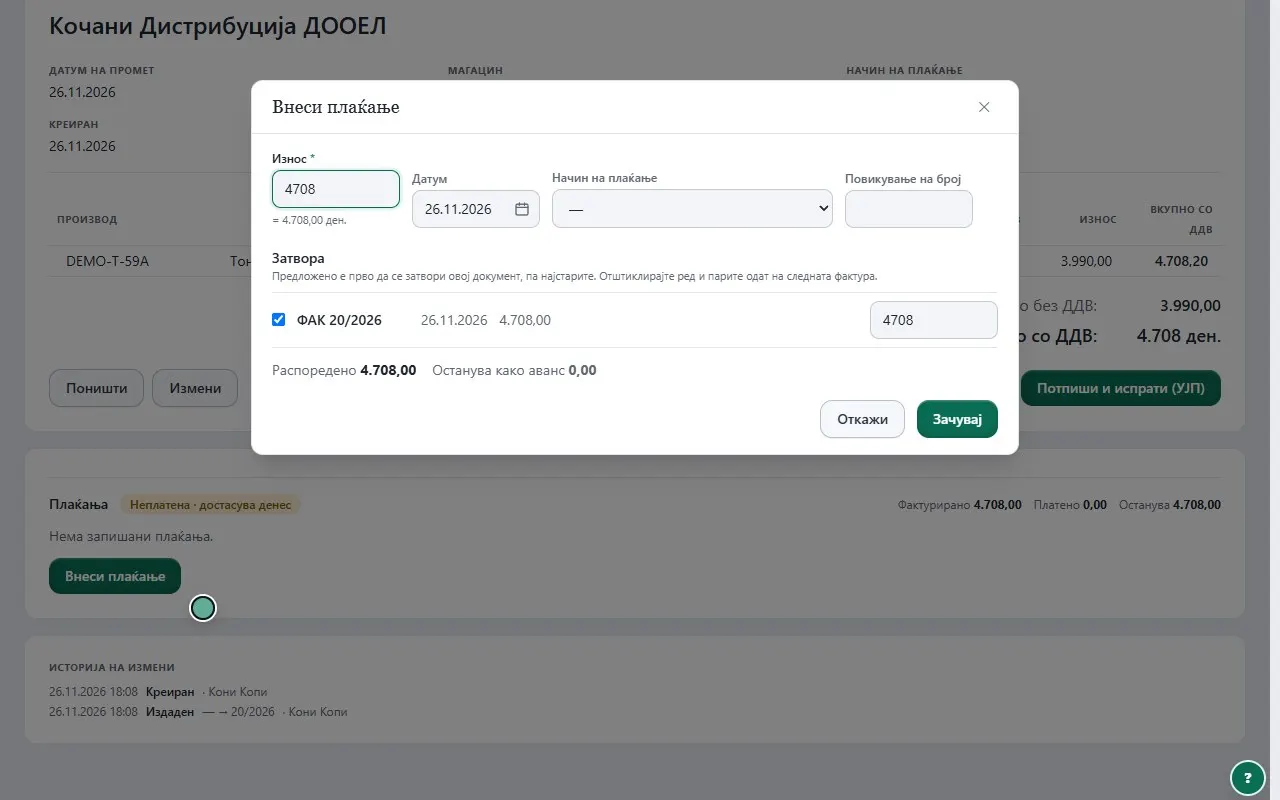 Кочани Дистрибуција ДООЕЛ
ДАТУМ НА ПРОМЕТ
МАГАЦИН
НАЧИН НА ПЛАЌАЊЕ
26.11.2026
КРЕИРАН
26.11.2026
Внеси плаќање
Износ *
Датум
Начин на плаќање
Повикување на број
4708
26.11.2026
—
= 4.708,00 ден.
Затвора
Предложено е прво да се затвори овој документ, па најстарите. Отштиклирајте ред и парите одат на следната фактура.
ФАК 20/2026 26.11.2026 4.708,00 4708
Распоредено 4.708,00 Останува како аванс 0,00
Откажи
Зачувај
ПРОИЗВОД
ИЗНОС
ВКУПНО СО ДДВ
DEMO-T-59A
3.990,00
4.708,20
без ДДВ: 3.990,00
со ДДВ: 4.708 ден.
Поништи
Измени
Потпиши и испрати (УЈП)
Плаќања Неплатена · достасува денес
Фактурирано 4.708,00 Платено 0,00 Останува 4.708,00
Нема запишани плаќања.
Внеси плаќање
ИСТОРИЈА НА ИЗМЕНИ
26.11.2026 18:08 Креиран · Кони Копи
26.11.2026 18:08 Издаден — → 20/2026 · Кони Копи
?